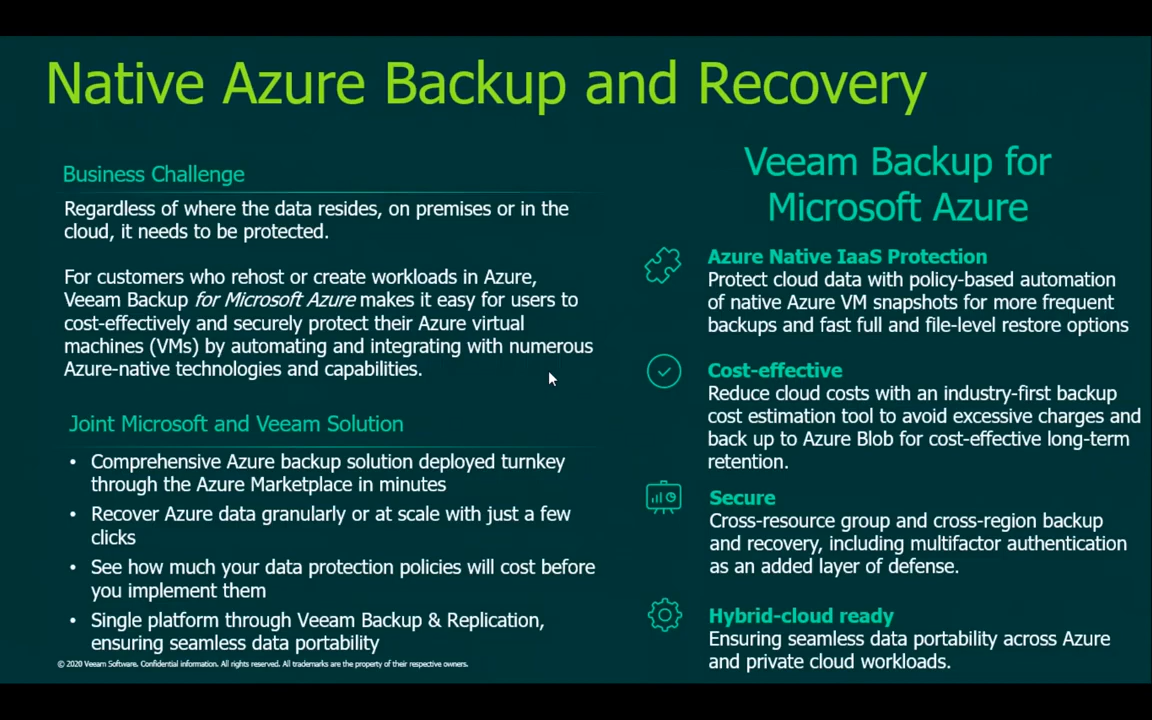 Native Azure Backup and Recovery
Business Challenge
Regardless of where the data resides, on premises or in the
cloud, it needs to be protected.
For customers who rehost or create workloads in Azure,
Veeam Backup for Microsoft Azure makes it easy for users to
cost-effectively and securely protect their Azure virtual
machines (VMs) by automating and integrating with numerous
Azure-native technologies and capabilities.
Joint Microsoft and Veeam Solution
• Comprehensive Azure backup solution deployed turnkey
through the Azure Marketplace in minutes
• Recover Azure data granularly or at scale with just a few
clicks
• See how much your data protection policies will cost before
you implement them
• Single platform through Veeam Backup & Replication,
ensuring seamless data portability
© 2020 Veeam Software. Confidential information. All rights reserved. All trademarks are the property of their respective owners.
Veeam Backup for
Microsoft Azure
Azure Native IaaS Protection
Protect cloud data with policy-based automation
of native Azure VM snapshots for more frequent
backups and fast full and file-level restore options
Cost-effective
Reduce cloud costs with an industry-first backup
cost estimation tool to avoid excessive charges and
back up to Azure Blob for cost-effective long-term
retention.
Secure
Cross-resource group and cross-region backup
and recovery, including multifactor authentication
as an added layer of defense.
Hybrid-cloud ready
Ensuring seamless data portability across Azure
and private cloud workloads.